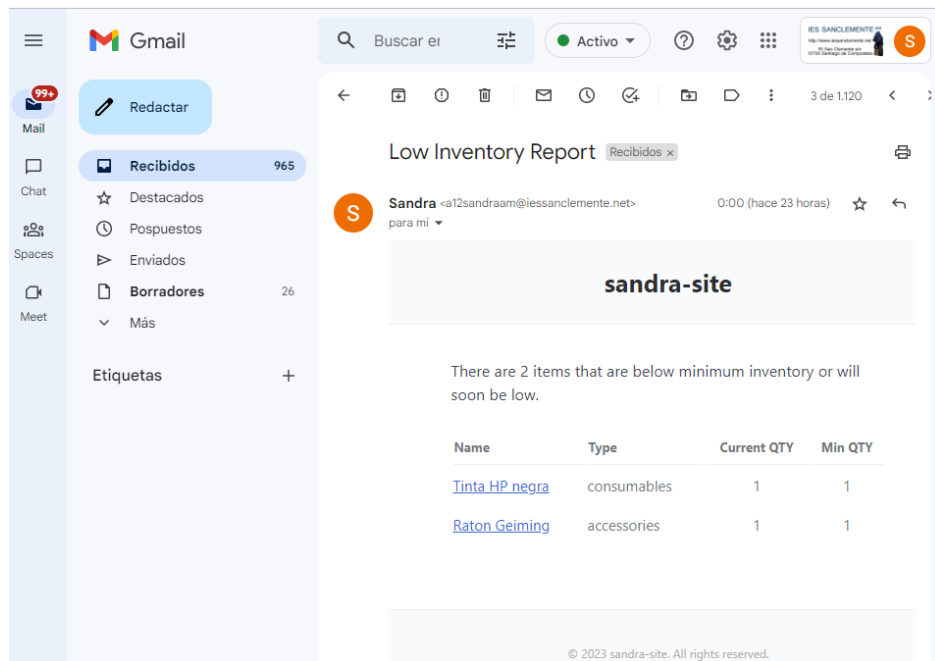 Gmail
Buscar er
Activo
IES SANCLEMENTE
99+
Mail
Chat
Spaces
Meet
Redactar
Recibidos 965
Destacados
Pospuestos
Enviados
Borradores 26
Más
Etiquetas +
3 de 1.120
Low Inventory Report Recibidos ×
S
Sandra <a12sandraam@iessanclemente.net> 0:00 (hace 23 horas)
para mí
S
sandra-site
There are 2 items that are below minimum inventory or will
soon be low.
Name Type Current QTY Min QTY
Tinta HP negra consumables 1 1
Raton Geiming accessories 1 1
© 2023 sandra-site. All rights reserved.